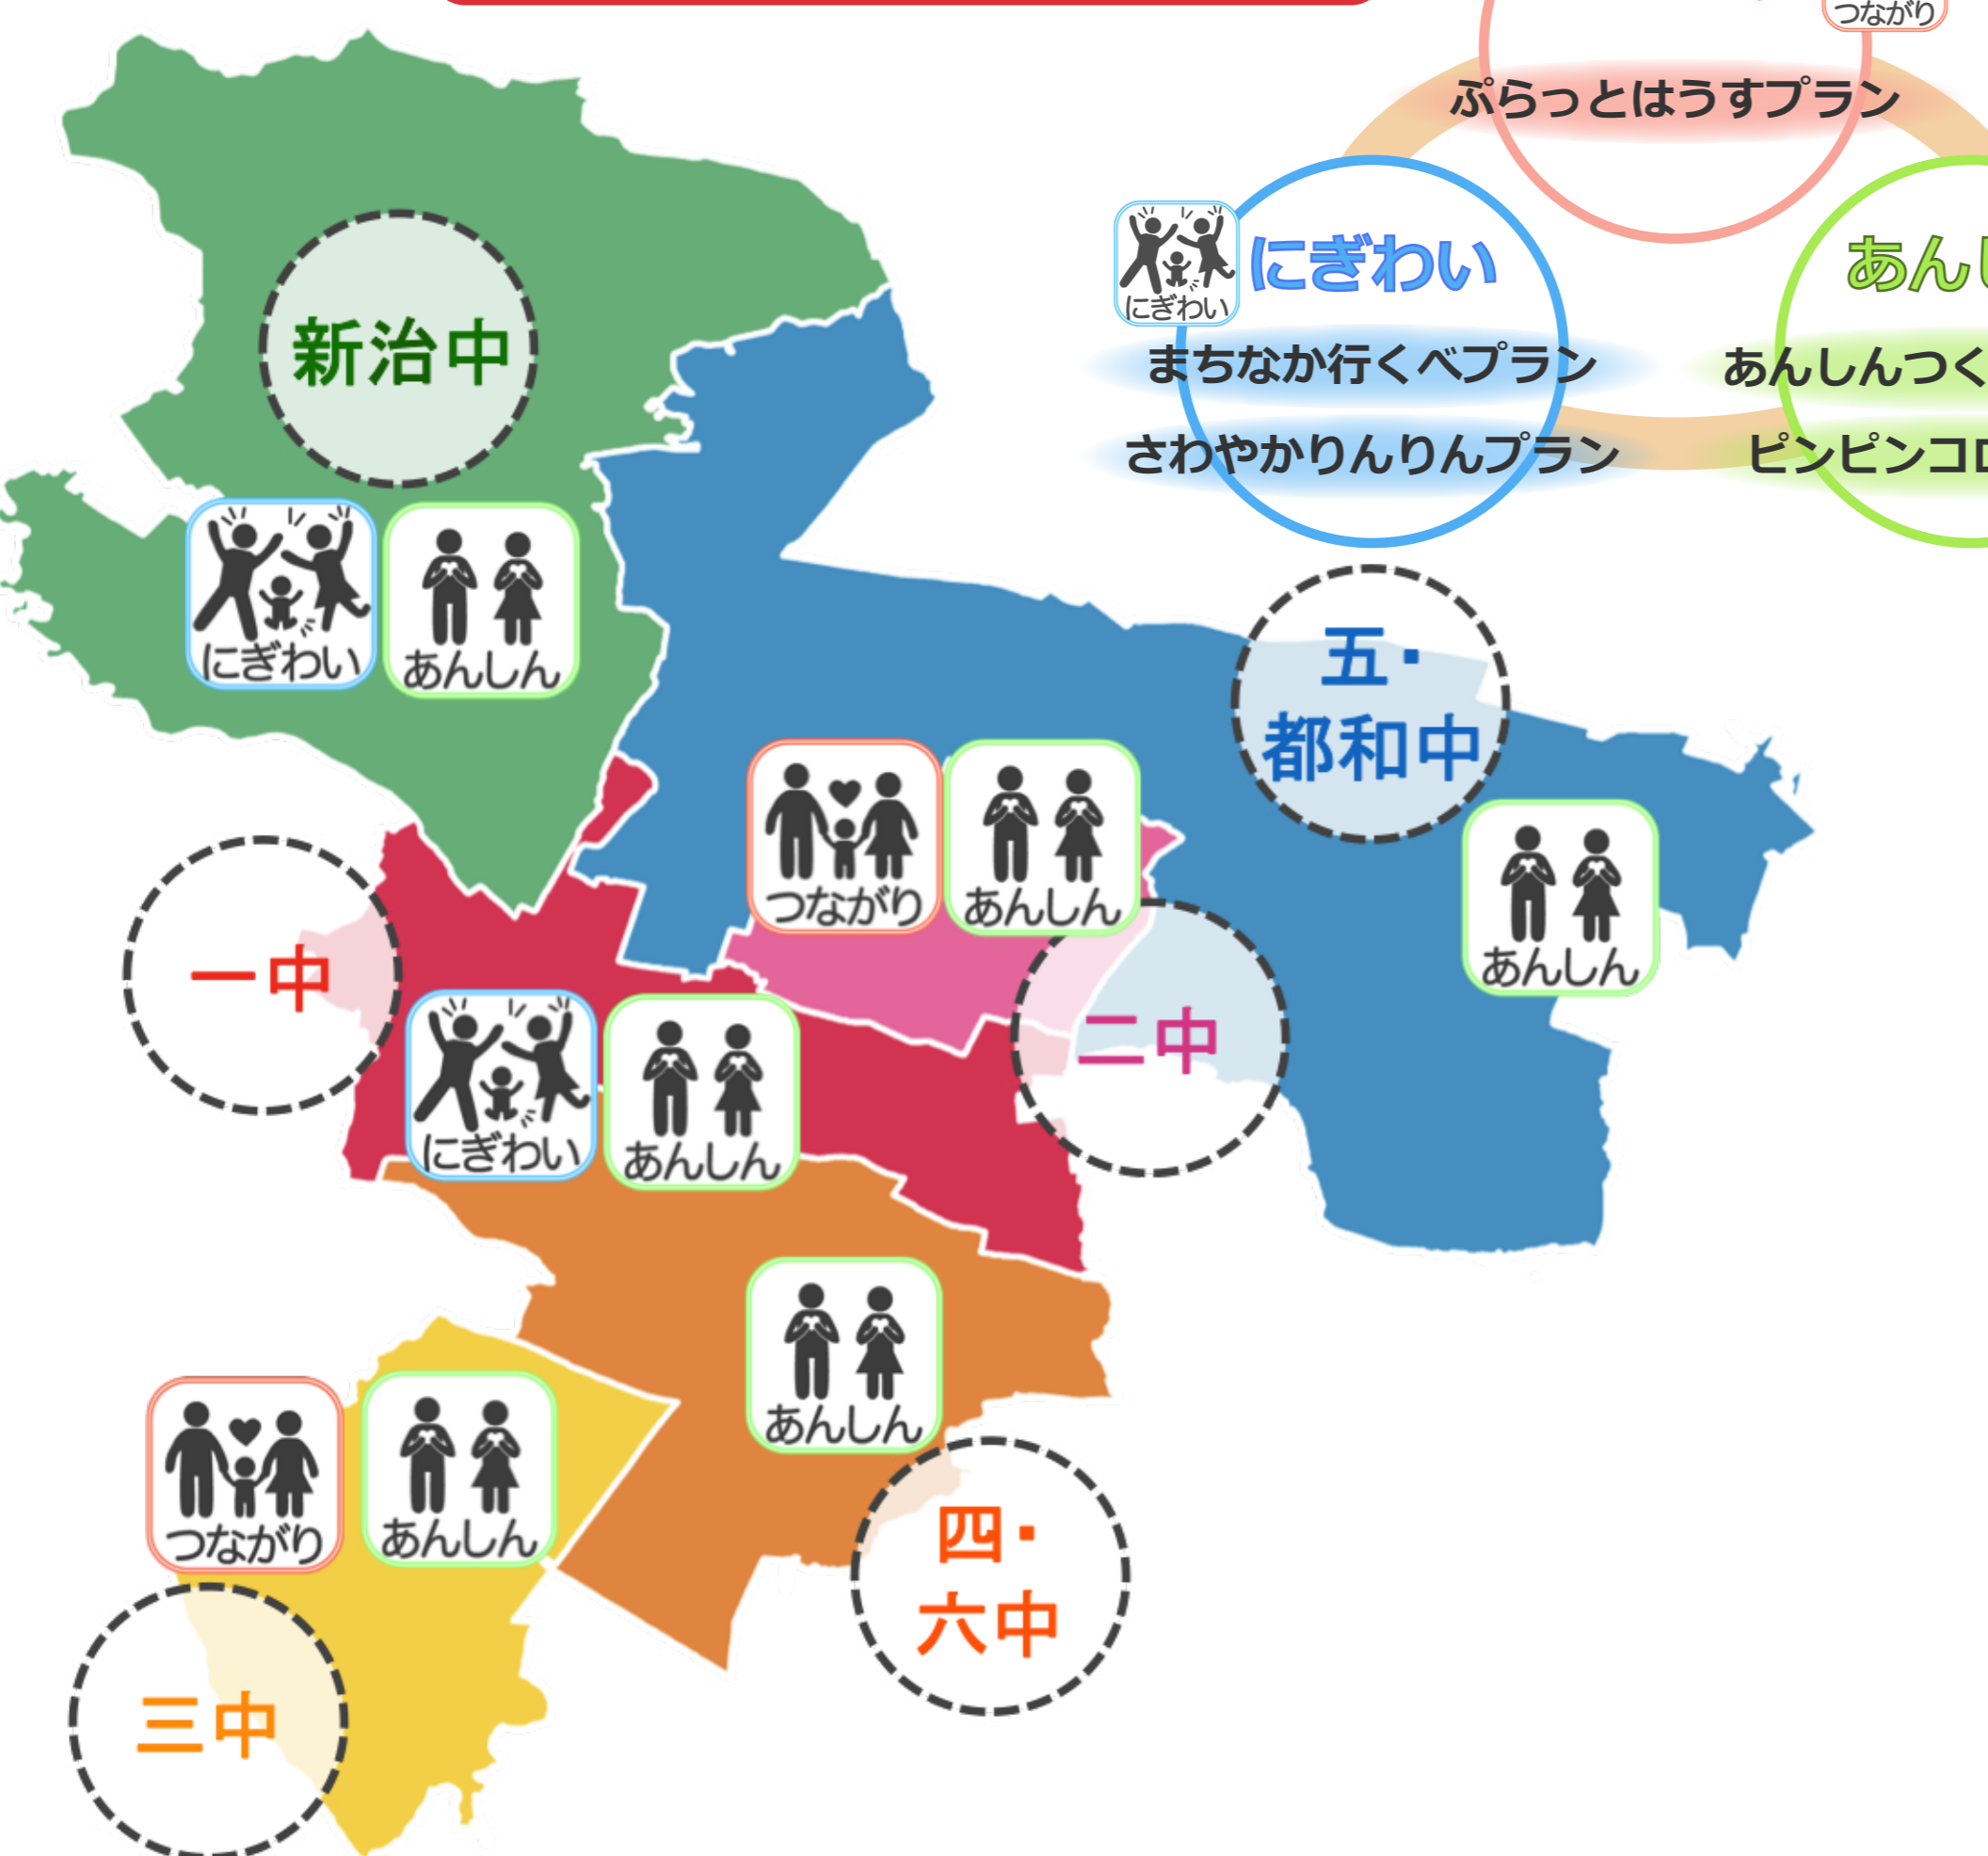 つながり
ぷらっとはうすプラン
にぎわい
にぎわい
まちなか行くべプラン
さわやかりんりんプラン
あんし
あんしんつく
ピンピンコロ
新治中
にぎわい
あんしん
五・
都和中
つながり
あんしん
あんしん
一中
二中
にぎわい
あんしん
あんしん
つながり
あんしん
四・
六中
三中